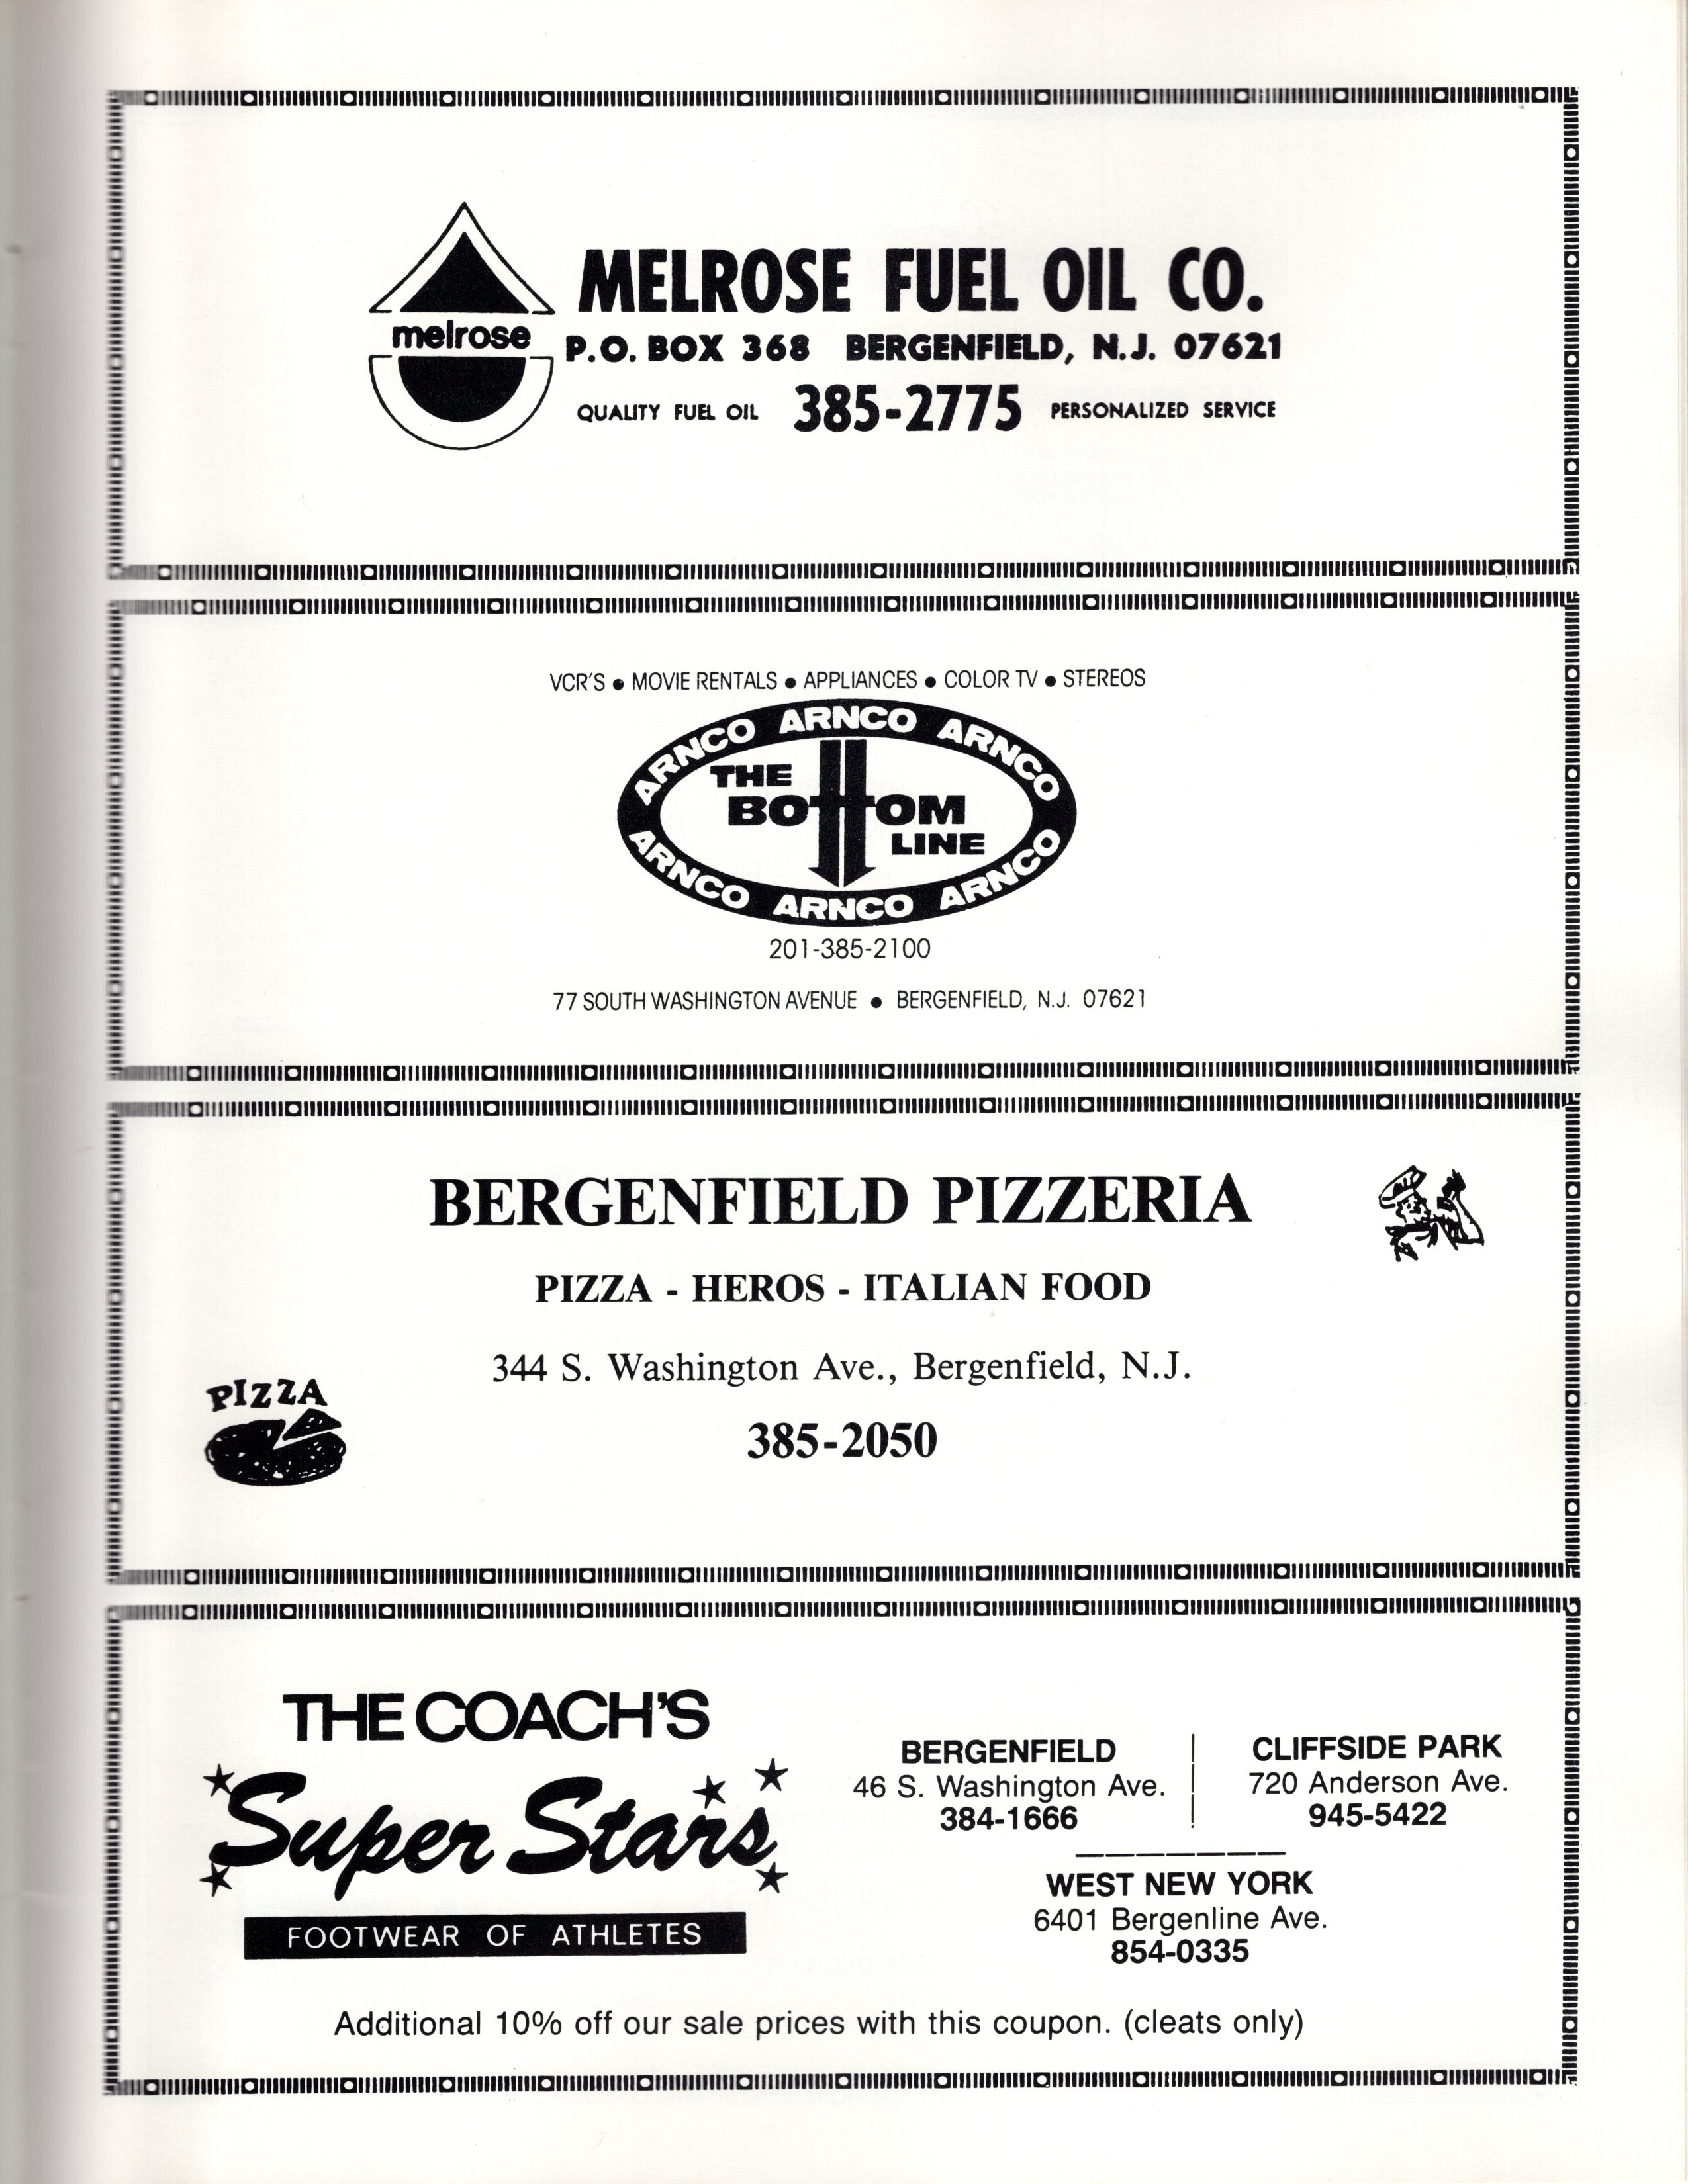 MELROSE FUEL OIL CO.
melrose
P.O. BOX 368 BERGENFIELD, N.J. 07621
QUALITY FUEL OIL 385-2775 PERSONALIZED SERVICE
VCR'S ● MOVIE RENTALS ● APPLIANCES ● COLOR TV ● STEREOS
ARNCO ARNCO ARNCO
THE
BOTTOM
LINE
ARNCO ARNCO ARNCO
201-385-2100
77 SOUTH WASHINGTON AVENUE ● BERGENFIELD, N.J. 07621
BERGENFIELD PIZZERIA
PIZZA - HEROS - ITALIAN FOOD
344 S. Washington Ave., Bergenfield, N.J.
PIZZA
385-2050
THE COACH'S
Super Stars
FOOTWEAR OF ATHLETES
BERGENFIELD
46 S. Washington Ave.
384-1666
CLIFFSIDE PARK
720 Anderson Ave.
945-5422
WEST NEW YORK
6401 Bergenline Ave.
854-0335
Additional 10% off our sale prices with this coupon. (cleats only)